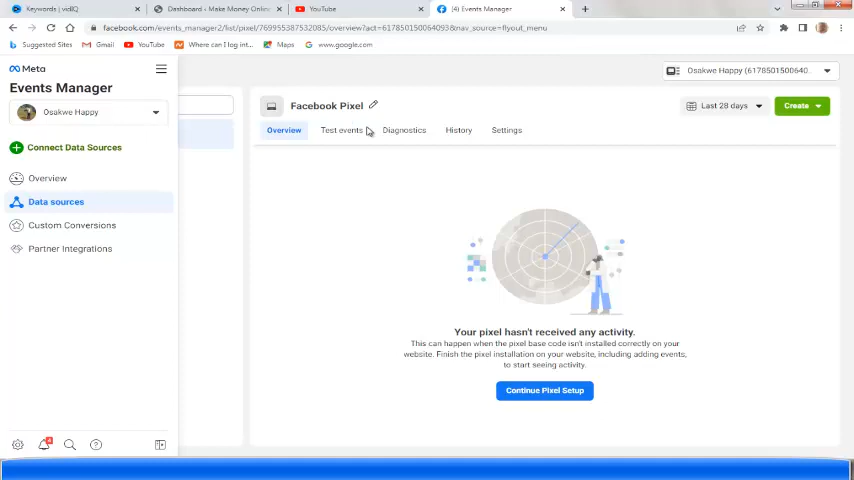 Keywords | vidIQ
Dashboard - Make Money Online
YouTube
(4) Events Manager
facebook.com/events_manager2/list/pixel/769955387532085/overview?act=617850150064093&nav_source=flyout_menu
Suggested Sites
Gmail
YouTube
Where can I log int...
Maps
www.google.com
Meta
Events Manager
Osakwe Happy
Connect Data Sources
Overview
Data sources
Custom Conversions
Partner Integrations
Osakwe Happy (6178501500640...
Facebook Pixel
Last 28 days
Create
Overview
Test events
Diagnostics
History
Settings
Your pixel hasn't received any activity.
This can happen when the pixel base code isn't installed correctly on your
website. Finish the pixel installation on your website, including adding events,
to start seeing activity.
Continue Pixel Setup